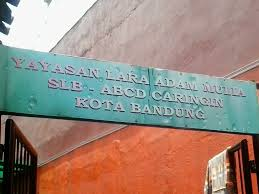 YAYASAN LARA ADAM MULIA
SLB - ABCD CARINGIN
KOTA BANDUNG